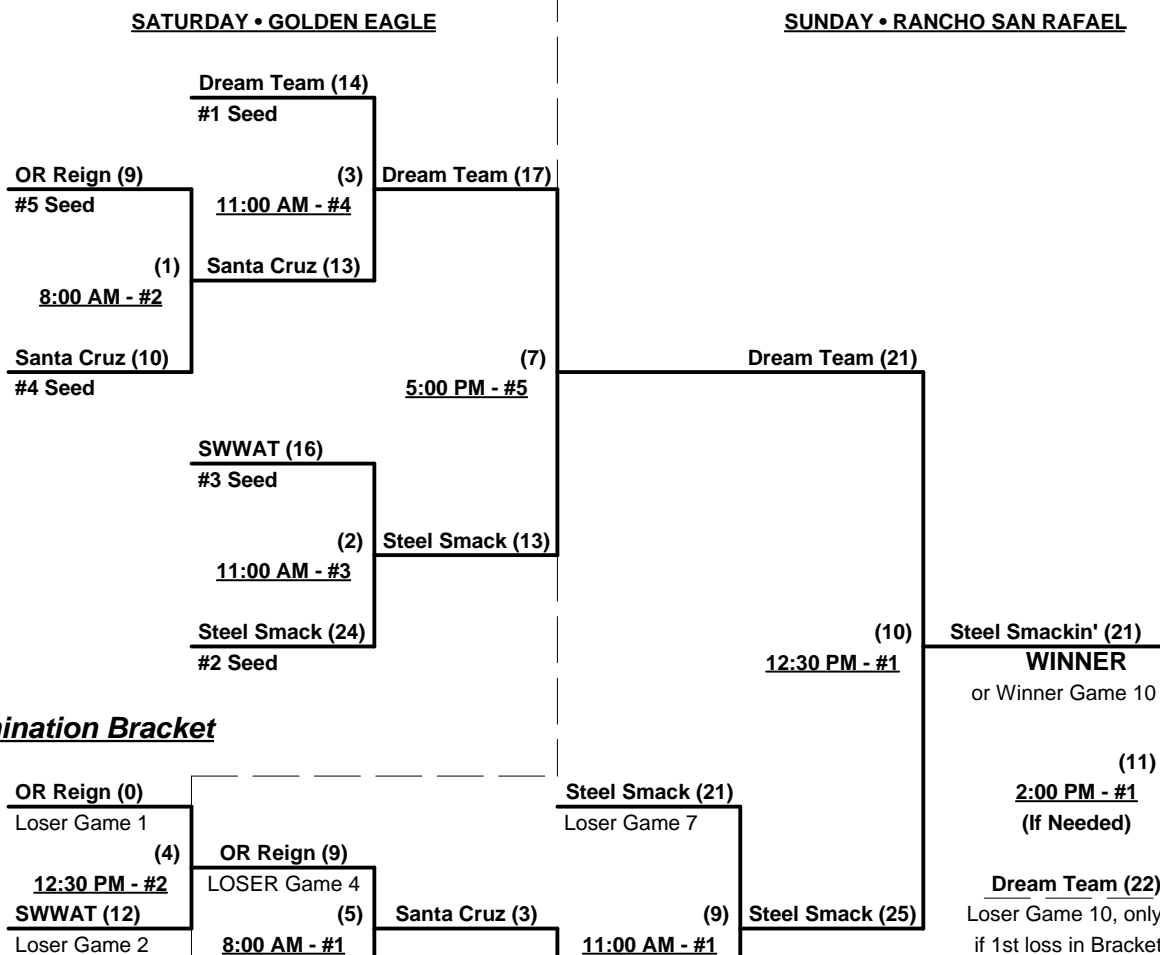 SATURDAY • GOLDEN EAGLE
SUNDAY • RANCHO SAN RAFAEL
Dream Team (14)
#1 Seed
OR Reign (9)
#5 Seed
(3)
11:00 AM - #4
Dream Team (17)
(1)
8:00 AM - #2
Santa Cruz (13)
Santa Cruz (10)
#4 Seed
(7)
5:00 PM - #5
Dream Team (21)
SWWAT (16)
#3 Seed
(2)
11:00 AM - #3
Steel Smack (13)
Steel Smack (24)
#2 Seed
(10)
12:30 PM - #1
Steel Smackin' (21)
WINNER
or Winner Game 10
Bracket
OR Reign (0)
Loser Game 1
(4)
12:30 PM - #2
SWWAT (12)
Loser Game 2
OR Reign (9)
LOSER Game 4
(5)
8:00 AM - #1
Santa Cruz (3)
Steel Smack (21)
Loser Game 7
(9)
11:00 AM - #1
Steel Smack (25)
(11)
2:00 PM - #1
(If Needed)
Dream Team (22)
Loser Game 10, only
if 1st loss in Bracket